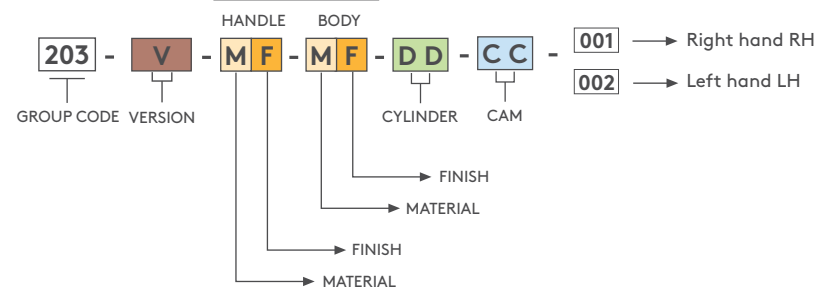 HANDLE BODY
203 - V - M F - M F - D D - C C - 001 Right hand RH
002 Left hand LH
GROUP CODE VERSION CYLINDER CAM
FINISH
MATERIAL
FINISH
MATERIAL